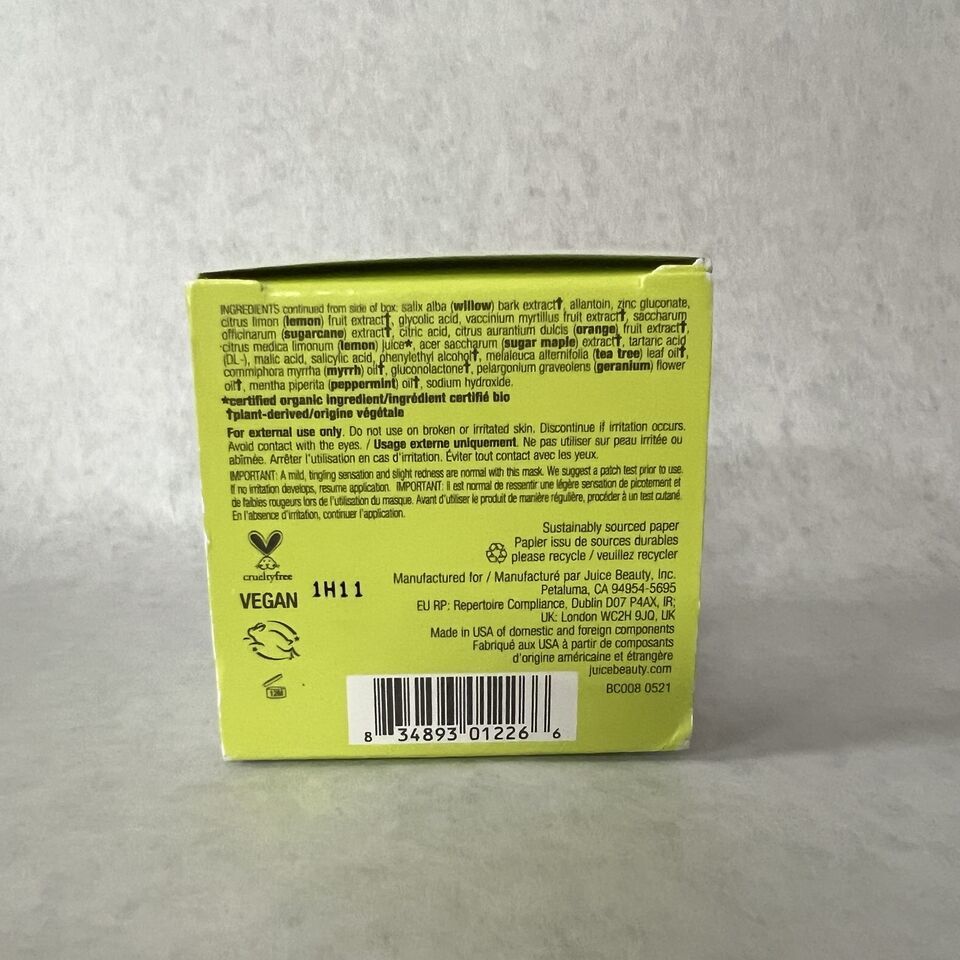 INGREDIENTS continued from side of box: salix alba (willow) bark extract†, allantoin, zinc gluconate,
citrus limon (lemon) fruit extract†, glycolic acid, vaccinium myrtillus fruit extract†, saccharum
officinarum (sugarcane) extract†, citric acid, citrus aurantium dulcis (orange) fruit extract†,
citrus medica limonum (lemon) juice*, acer saccharum (sugar maple) extract†, tartaric acid
(DL-), malic acid, salicylic acid, phenylethyl alcohol†, melaleuca alternifolia (tea tree) leaf oil†,
commiphora myrrha (myrrh) oil†, gluconolactone†, pelargonium graveolens (geranium) flower
oil†, mentha piperita (peppermint) oil†, sodium hydroxide.
*certified organic ingredient/ingrédient certifié bio
†plant-derived/origine végétale
For external use only. Do not use on broken or irritated skin. Discontinue if irritation occurs.
Avoid contact with the eyes. / Usage externe uniquement. Ne pas utiliser sur peau irritée ou
abîmée. Arrêter l'utilisation en cas d'irritation. Éviter tout contact avec les yeux.
IMPORTANT: A mild, tingling sensation and slight redness are normal with this mask. We suggest a patch test prior to use.
If no irritation develops, resume application. IMPORTANT: Il est normal de ressentir une légère sensation de picotement et
de faibles rougeurs lors de l'utilisation du masque. Avant d'utiliser le produit de manière régulière, procéder à un test cutané.
En l'absence d'irritation, continuer l'application.
Sustainably sourced paper
Papier issu de sources durables
please recycle / veuillez recycler
crueltyfree
VEGAN
1H11
12M
Manufactured for / Manufacturé par Juice Beauty, Inc.
Petaluma, CA 94954-5695
EU RP: Repertoire Compliance, Dublin D07 P4AX, IR;
UK: London WC2H 9JQ, UK
Made in USA of domestic and foreign components
Fabriqué aux USA à partir de composants
d'origine américaine et étrangère
juicebeauty.com
BC008 0521
8 34893 01226 6